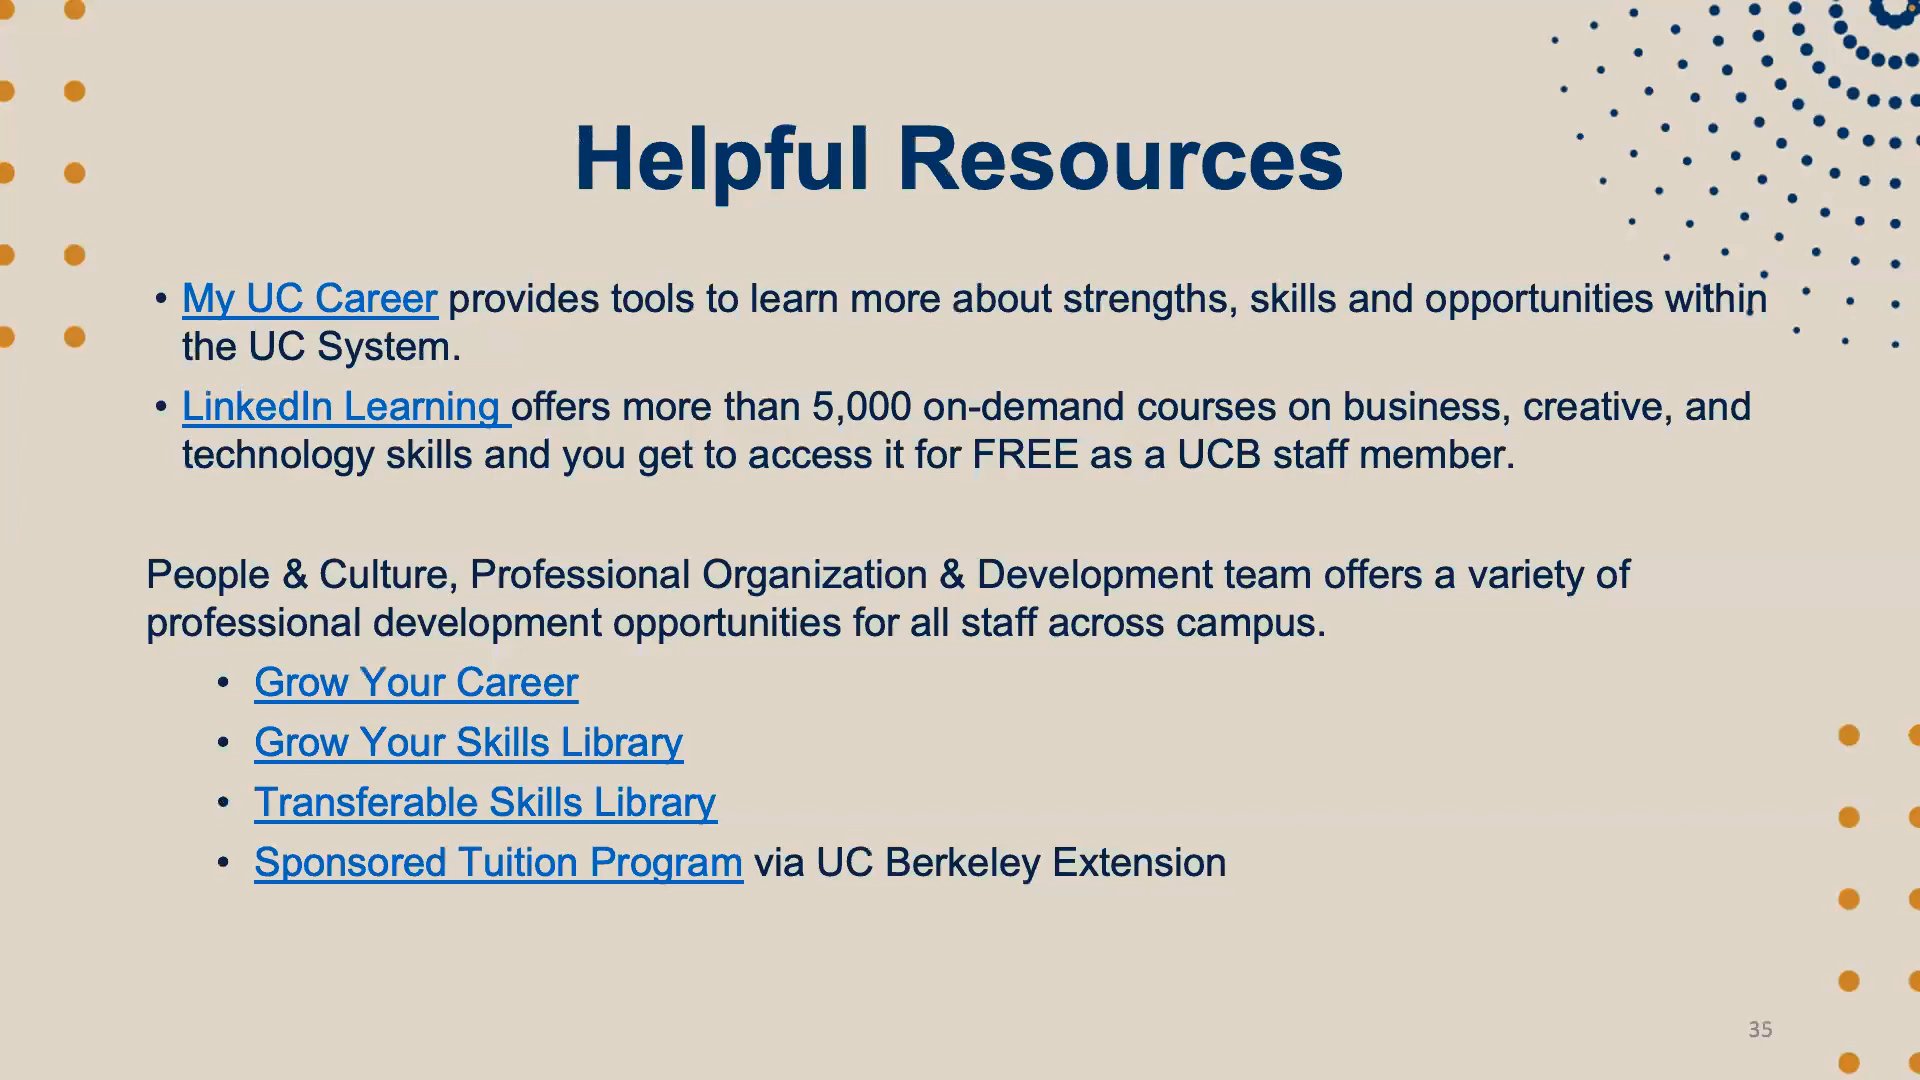 Helpful Resources
• My UC Career provides tools to learn more about strengths, skills and opportunities within
the UC System.
• LinkedIn Learning offers more than 5,000 on-demand courses on business, creative, and
technology skills and you get to access it for FREE as a UCB staff member.
People & Culture, Professional Organization & Development team offers a variety of
professional development opportunities for all staff across campus.
• Grow Your Career
• Grow Your Skills Library
• Transferable Skills Library
• Sponsored Tuition Program via UC Berkeley Extension
35